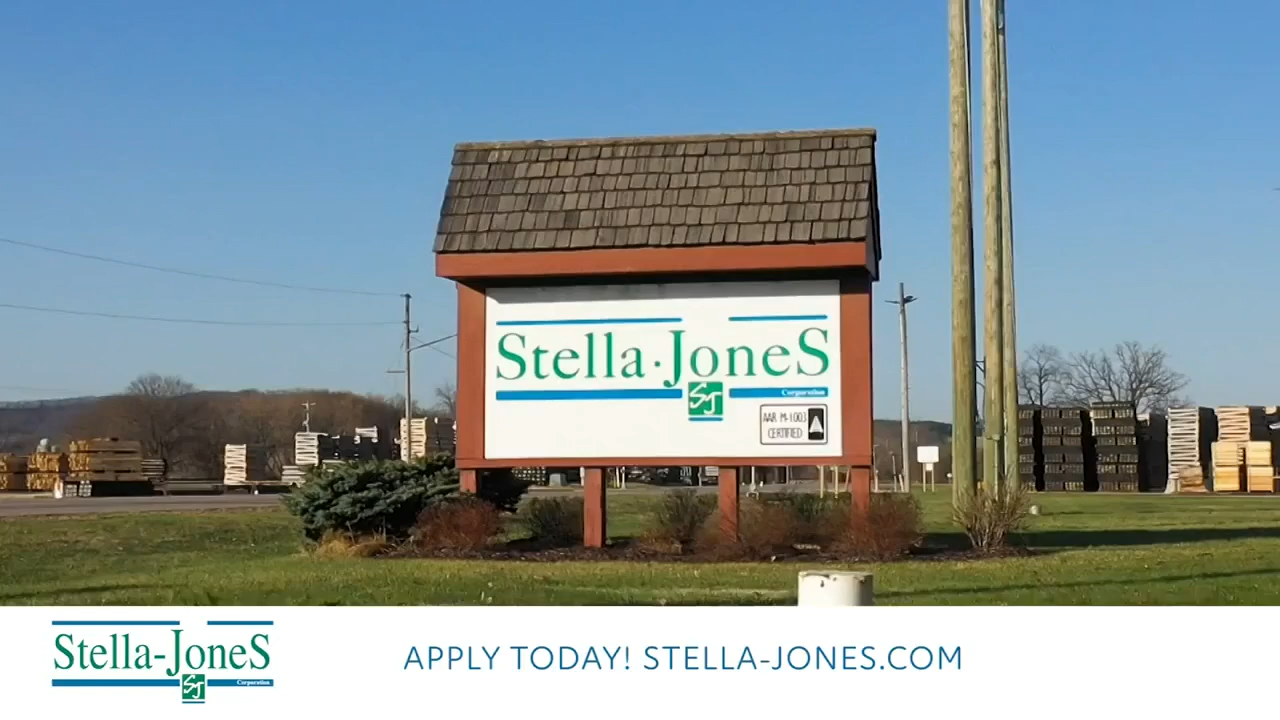 Stella·JoneS
SJ
Corporation
AAR M-1003
CERTIFIED
Stella-JoneS
SJ
Corporation
APPLY TODAY! STELLA-JONES.COM